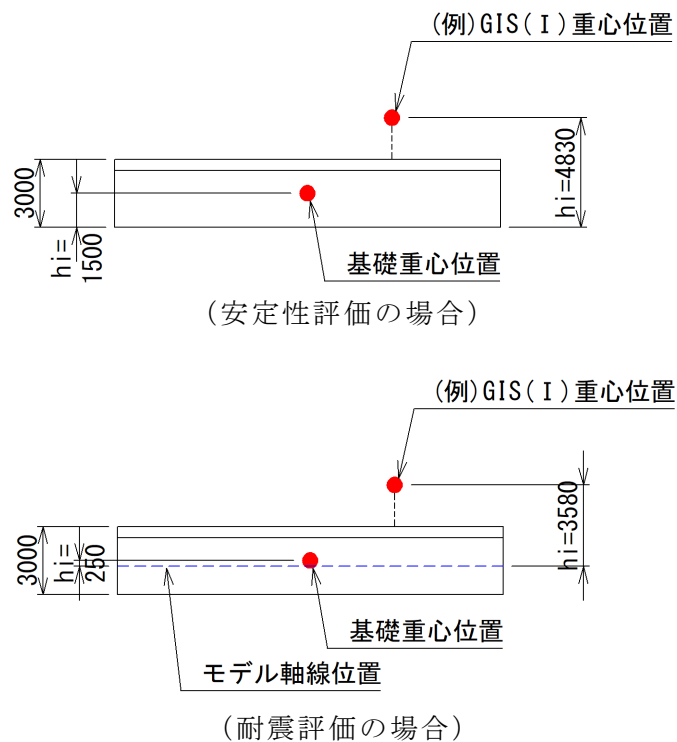 (例)GIS(Ⅰ)重心位置
3000
hi=
1500
hi=4830
基礎重心位置
(安定性評価の場合)
(例)GIS(Ⅰ)重心位置
3000
hi=
250
hi=3580
基礎重心位置
モデル軸線位置
(耐震評価の場合)